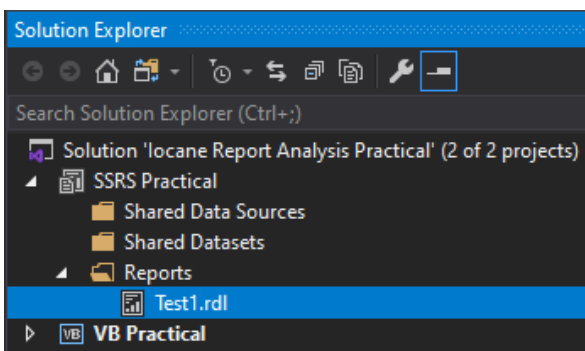 Solution Explorer
Search Solution Explorer (Ctrl+;)
Solution 'Iocane Report Analysis Practical' (2 of 2 projects)
SSRS Practical
Shared Data Sources
Shared Datasets
Reports
Test1.rdl
VB VB Practical